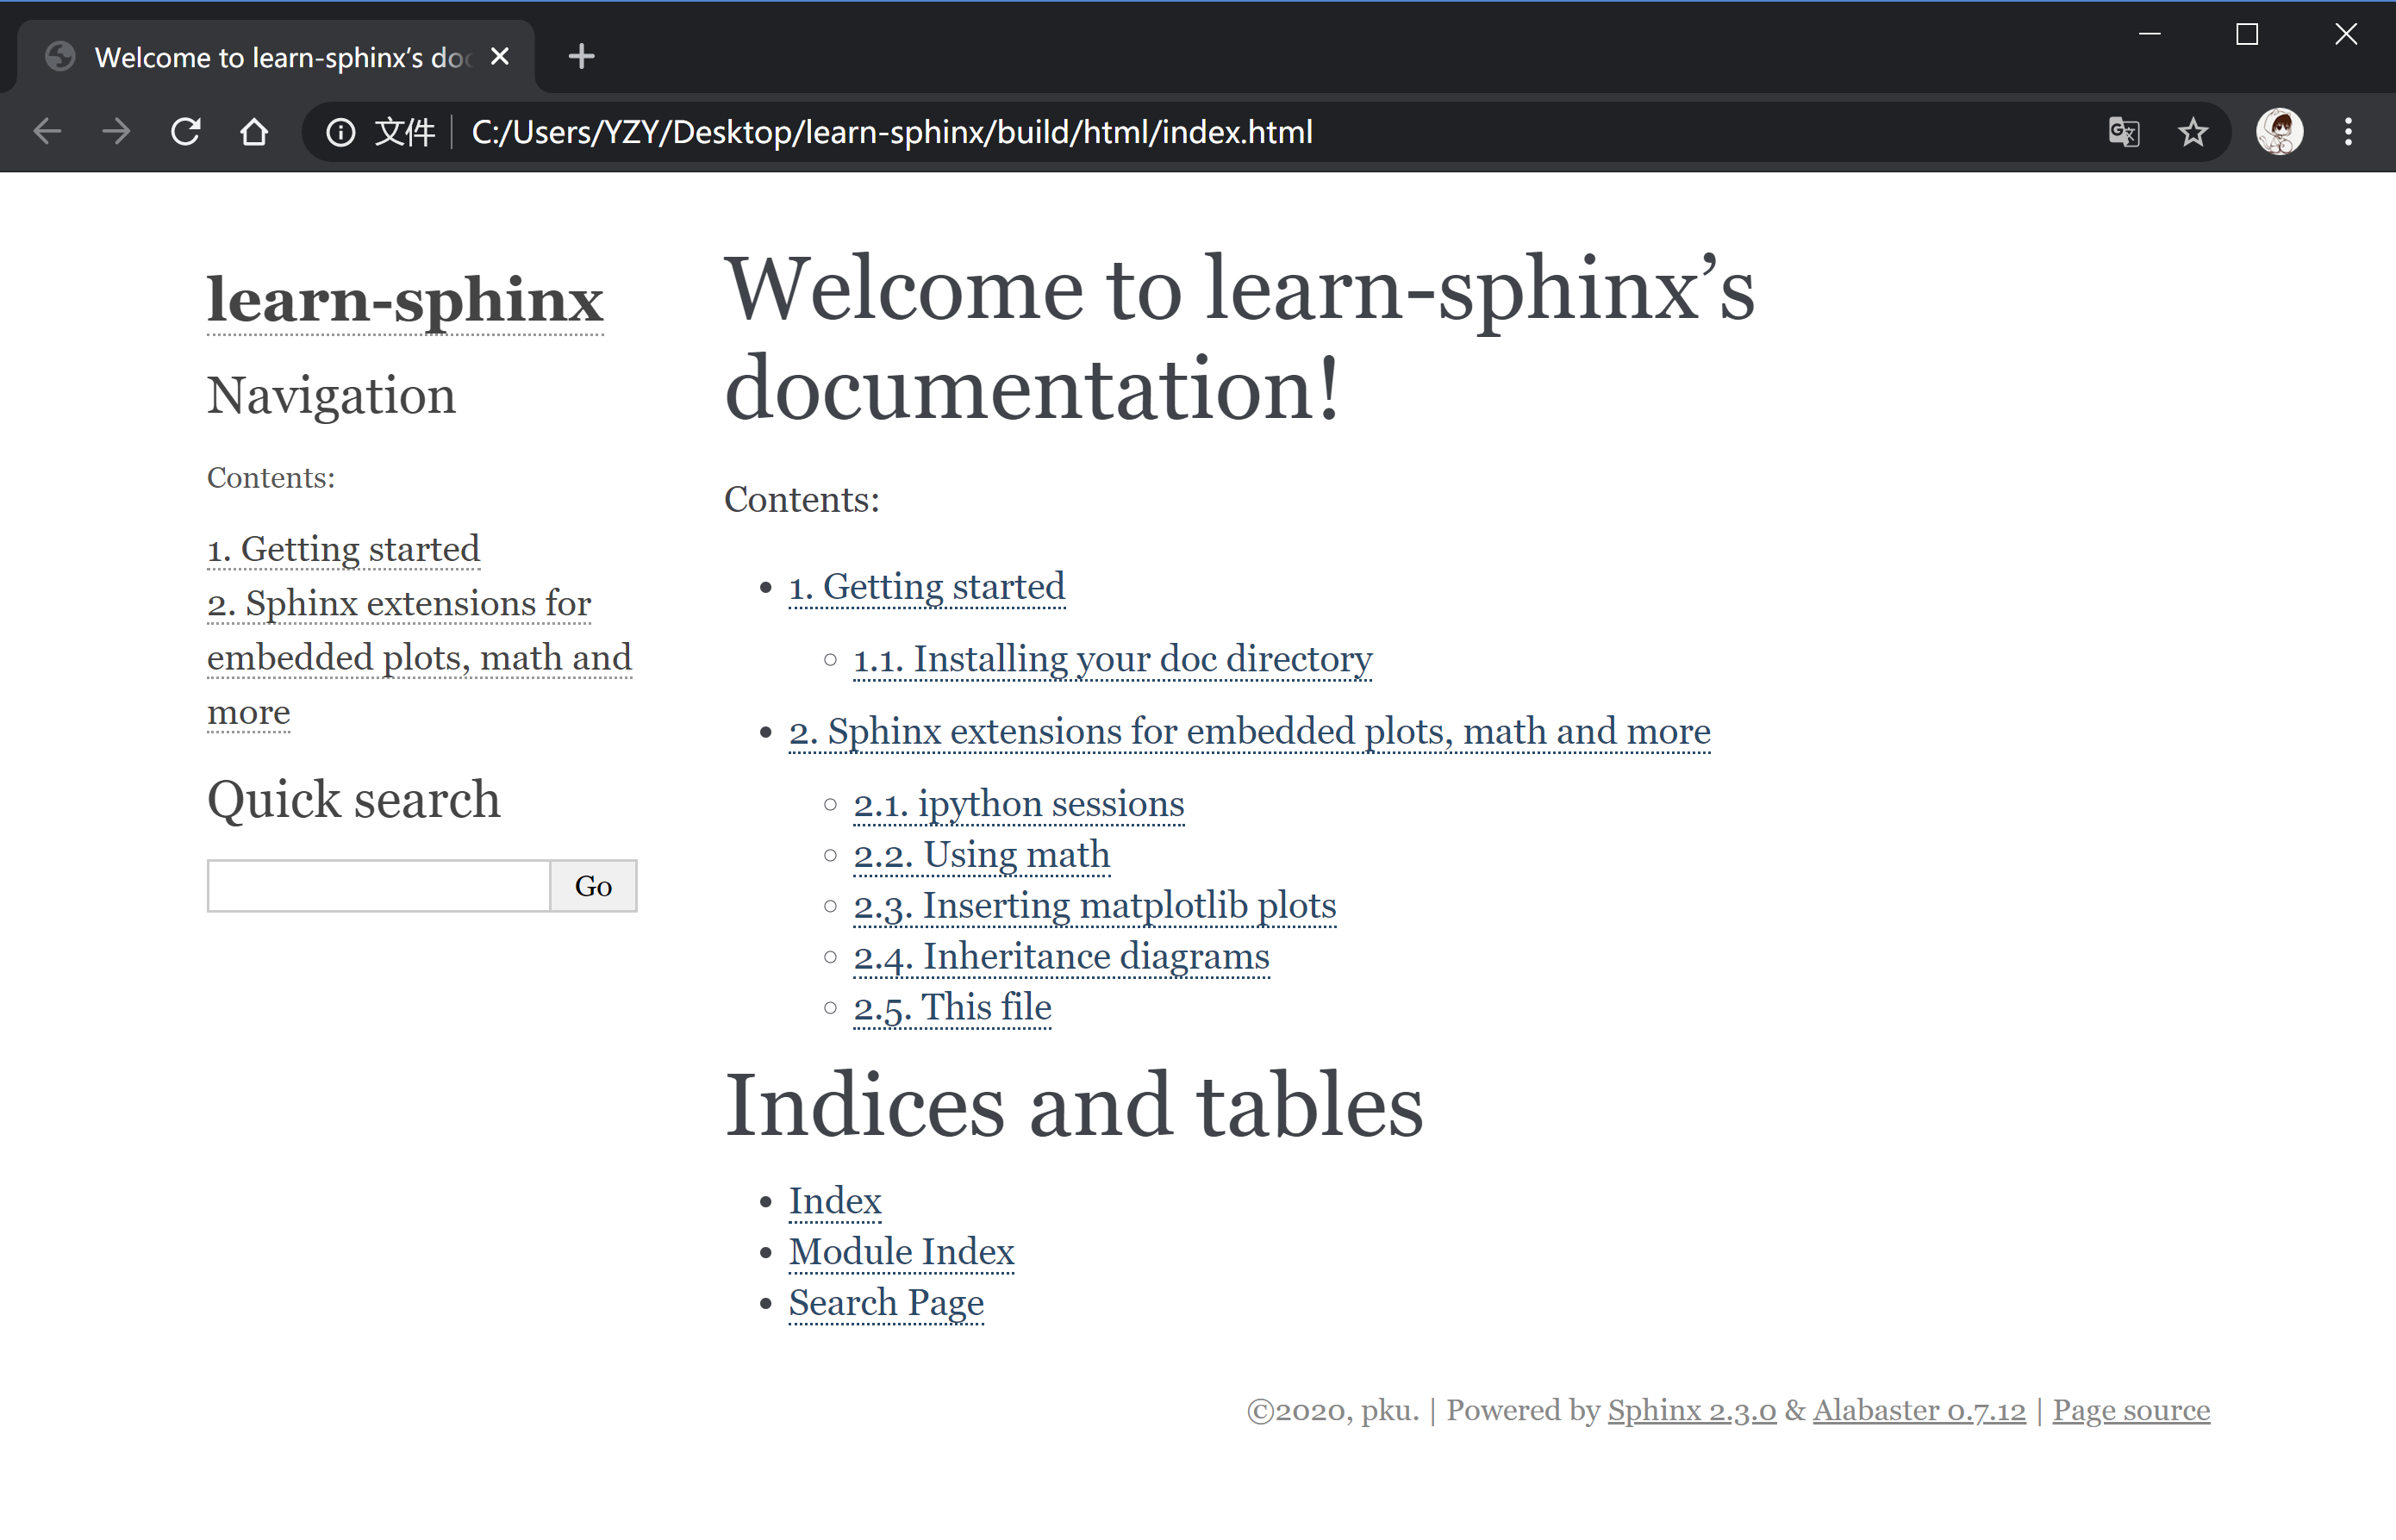 Welcome to learn-sphinx’s doc
文件 | C:/Users/YZY/Desktop/learn-sphinx/build/html/index.html
learn-sphinx
Navigation
Contents:
1. Getting started
2. Sphinx extensions for
embedded plots, math and
more
Quick search
Go
Welcome to learn-sphinx’s
documentation!
Contents:
• 1. Getting started
◦ 1.1. Installing your doc directory
• 2. Sphinx extensions for embedded plots, math and more
◦ 2.1. ipython sessions
◦ 2.2. Using math
◦ 2.3. Inserting matplotlib plots
◦ 2.4. Inheritance diagrams
◦ 2.5. This file
Indices and tables
• Index
• Module Index
• Search Page
©2020, pku. | Powered by Sphinx 2.3.0 & Alabaster 0.7.12 | Page source